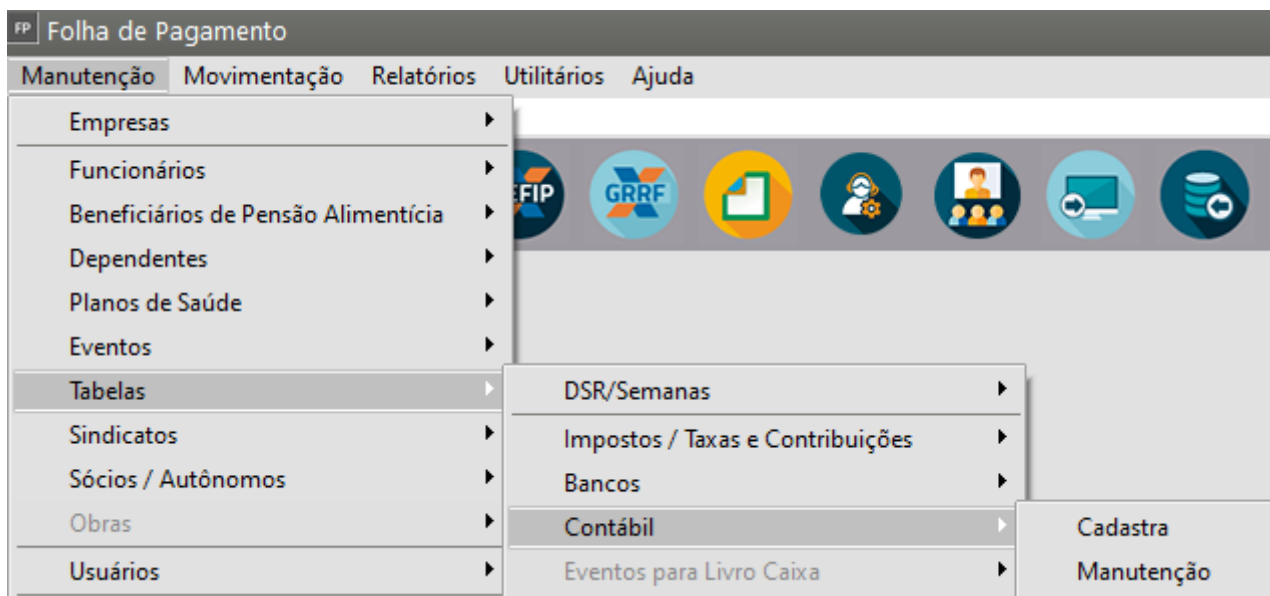 FP Folha de Pagamento
Manutenção Movimentação Relatórios Utilitários Ajuda
Empresas
Funcionários
EFIP GRRF
Beneficiários de Pensão Alimentícia
Dependentes
Planos de Saúde
Eventos
Tabelas
DSR/Semanas
Sindicatos
Impostos / Taxas e Contribuições
Sócios / Autônomos
Bancos
Obras
Contábil
Cadastra
Usuários
Eventos para Livro Caixa
Manutenção